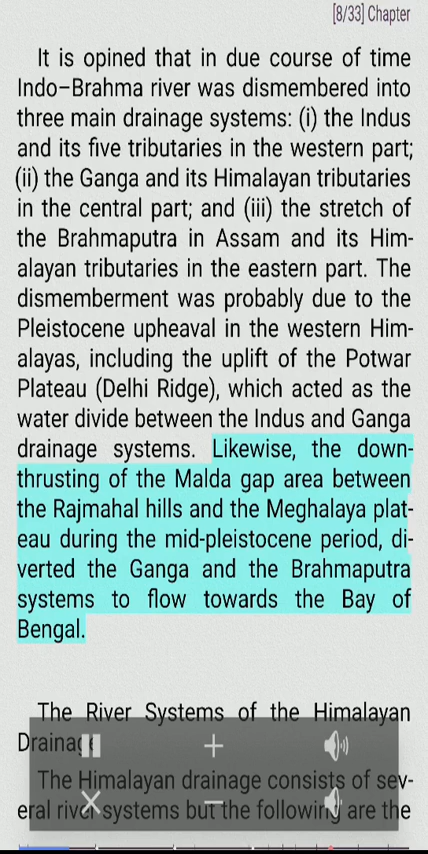 [8/33] Chapter
It is opined that in due course of time
Indo–Brahma river was dismembered into
three main drainage systems: (i) the Indus
and its five tributaries in the western part;
(ii) the Ganga and its Himalayan tributaries
in the central part; and (iii) the stretch of
the Brahmaputra in Assam and its Him-
alayan tributaries in the eastern part. The
dismemberment was probably due to the
Pleistocene upheaval in the western Him-
alayas, including the uplift of the Potwar
Plateau (Delhi Ridge), which acted as the
water divide between the Indus and Ganga
drainage systems. Likewise, the down-
thrusting of the Malda gap area between
the Rajmahal hills and the Meghalaya plat-
eau during the mid-pleistocene period, di-
verted the Ganga and the Brahmaputra
systems to flow towards the Bay of
Bengal.
The River Systems of the Himalayan
Drainage
The Himalayan drainage consists of sev-
eral river systems but the following are the